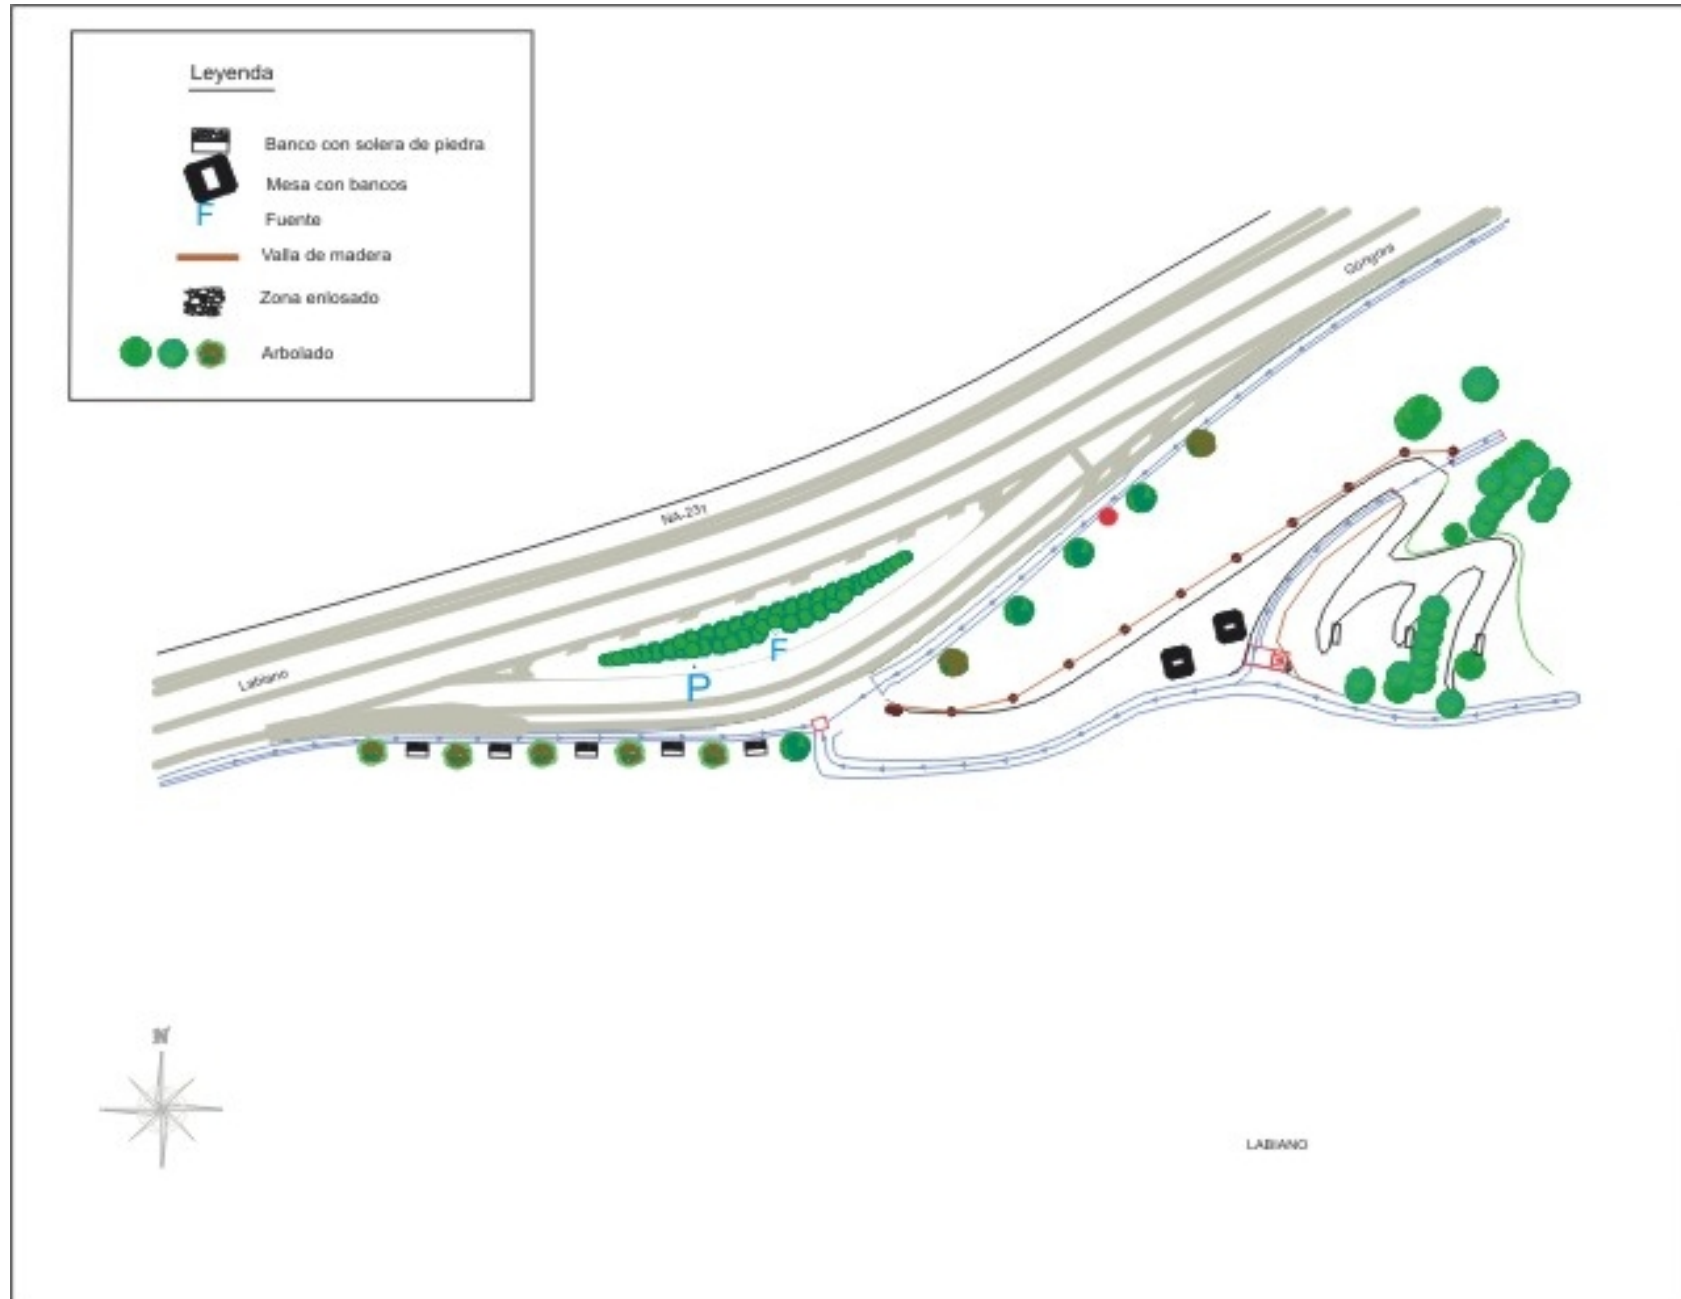 Leyenda
Banco con solera de piedra
Mesa con bancos
F
Fuente
Valla de madera
Zona enlosado
Arbolado
Góngora
NA-231
Labiano
F
P
N
LABIANO